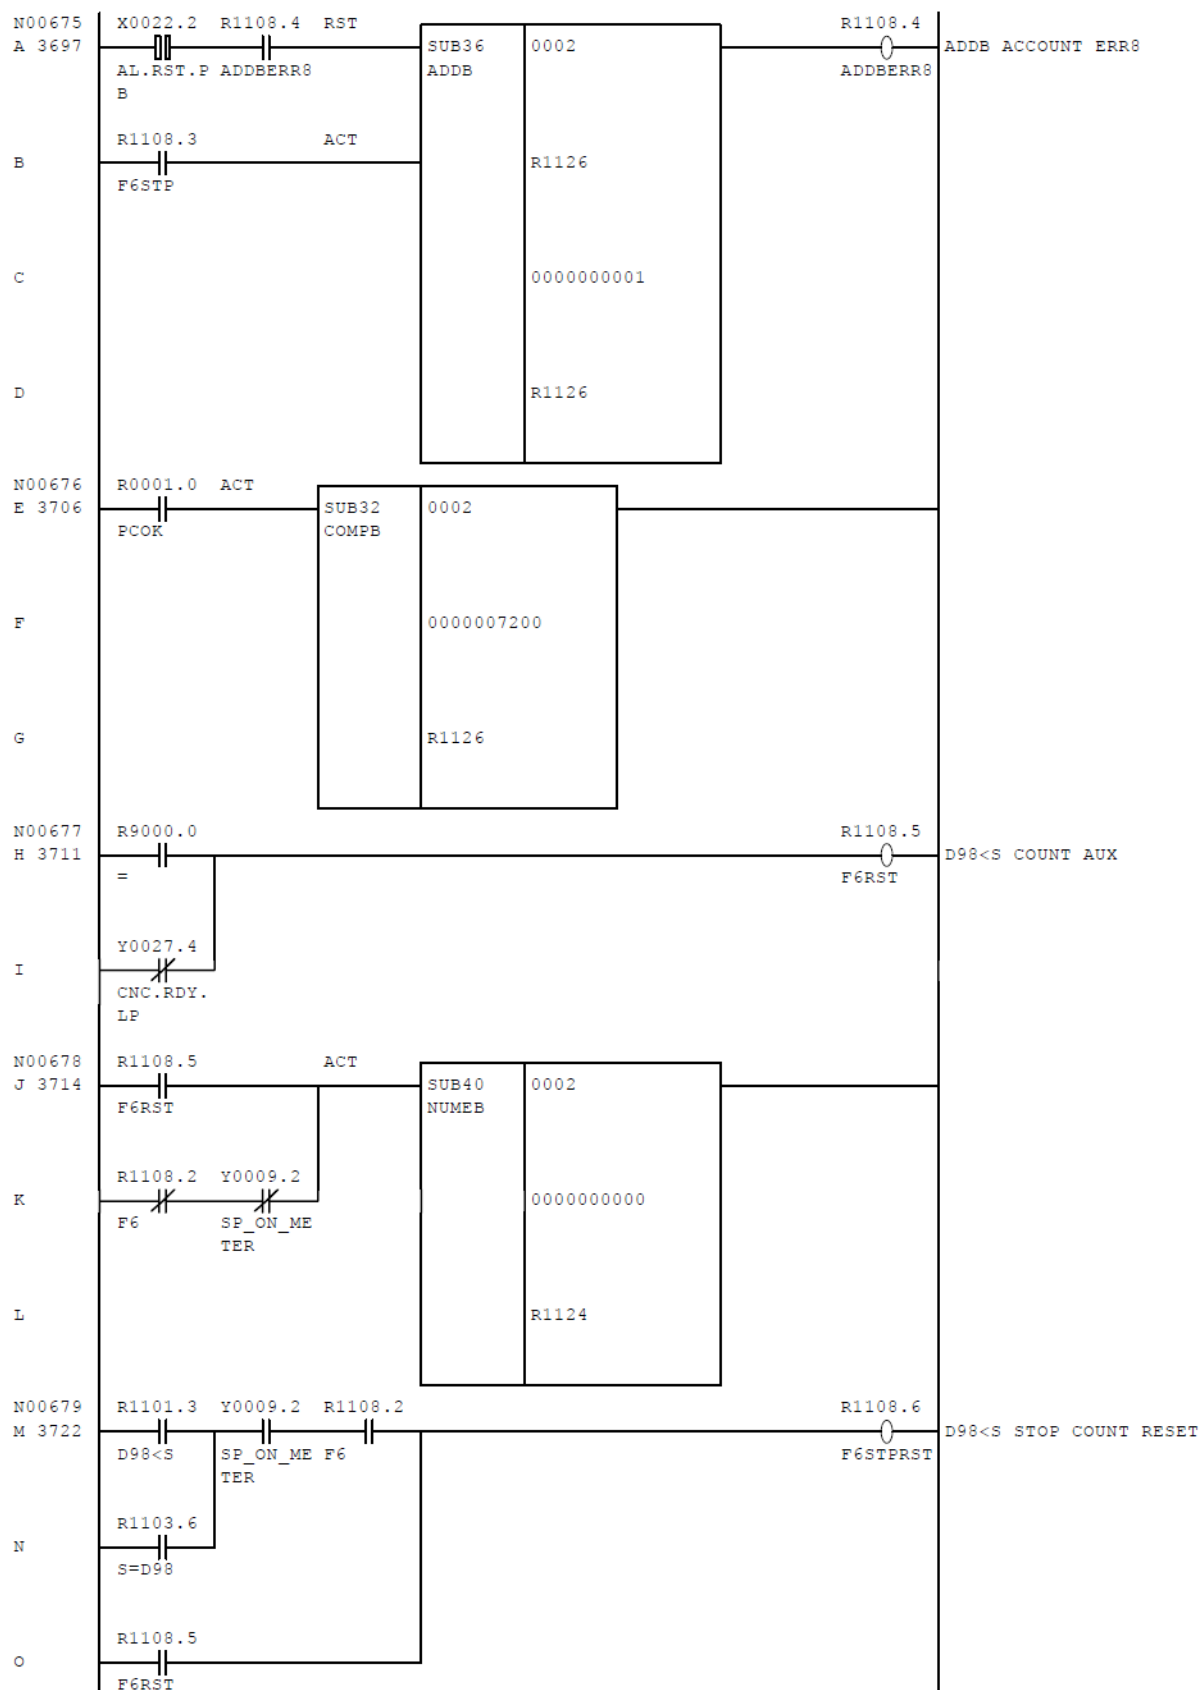 N00675 X0022.2 R1108.4 RST R1108.4
A 3697 SUB36 0002 ADDB ACCOUNT ERR8
AL.RST.P ADDBERR8 ADDB ADDBERR8
B
R1108.3 ACT
B R1126
F6STP
C 0000000001
D R1126
N00676 R0001.0 ACT
E 3706 SUB32 0002
PCOK COMPB
F 0000007200
G R1126
N00677 R9000.0 R1108.5
H 3711 D98<S COUNT AUX
= F6RST
Y0027.4
I
CNC.RDY.
LP
N00678 R1108.5 ACT
J 3714 SUB40 0002
F6RST NUMEB
R1108.2 Y0009.2
K 0000000000
F6 SP_ON_ME
TER
L R1124
N00679 R1101.3 Y0009.2 R1108.2 R1108.6
M 3722 D98<S STOP COUNT RESET
D98<S SP_ON_ME F6 F6STPRST
TER
R1103.6
N
S=D98
R1108.5
O
F6RST